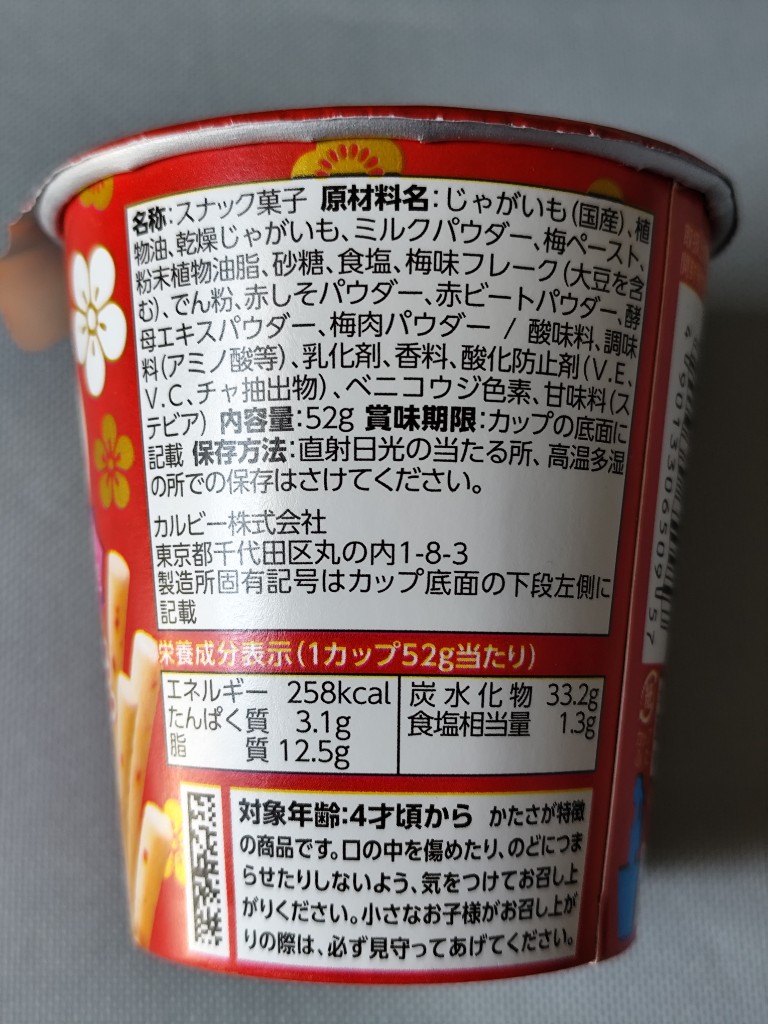 名称:スナック菓子 原材料名:じゃがいも(国産)、植
物油、乾燥じゃがいも、ミルクパウダー、梅ペースト、
粉末植物油脂、砂糖、食塩、梅味フレーク(大豆を含
む)、でん粉、赤しそパウダー、赤ビートパウダー、酵
母エキスパウダー、梅肉パウダー / 酸味料、調味
料(アミノ酸等)、乳化剤、香料、酸化防止剤(V.E、
V.C、チャ抽出物)、ベニコウジ色素、甘味料(ス
テビア) 内容量:52g 賞味期限:カップの底面に
記載 保存方法:直射日光の当たる所、高温多湿
の所での保存はさけてください。
カルビー株式会社
東京都千代田区丸の内1-8-3
製造所固有記号はカップ底面の下段左側に
記載
栄養成分表示(1カップ52g当たり)
エネルギー 258kcal
たんぱく質 3.1g
脂質 12.5g
炭水化物 33.2g
食塩相当量 1.3g
対象年齢:4才頃から かたさが特徴
の商品です。口の中を傷めたり、のどにつま
らせたりしないよう、気をつけてお召し上
がりください。小さなお子様がお召し上が
りの際は、必ず見守ってあげてください。